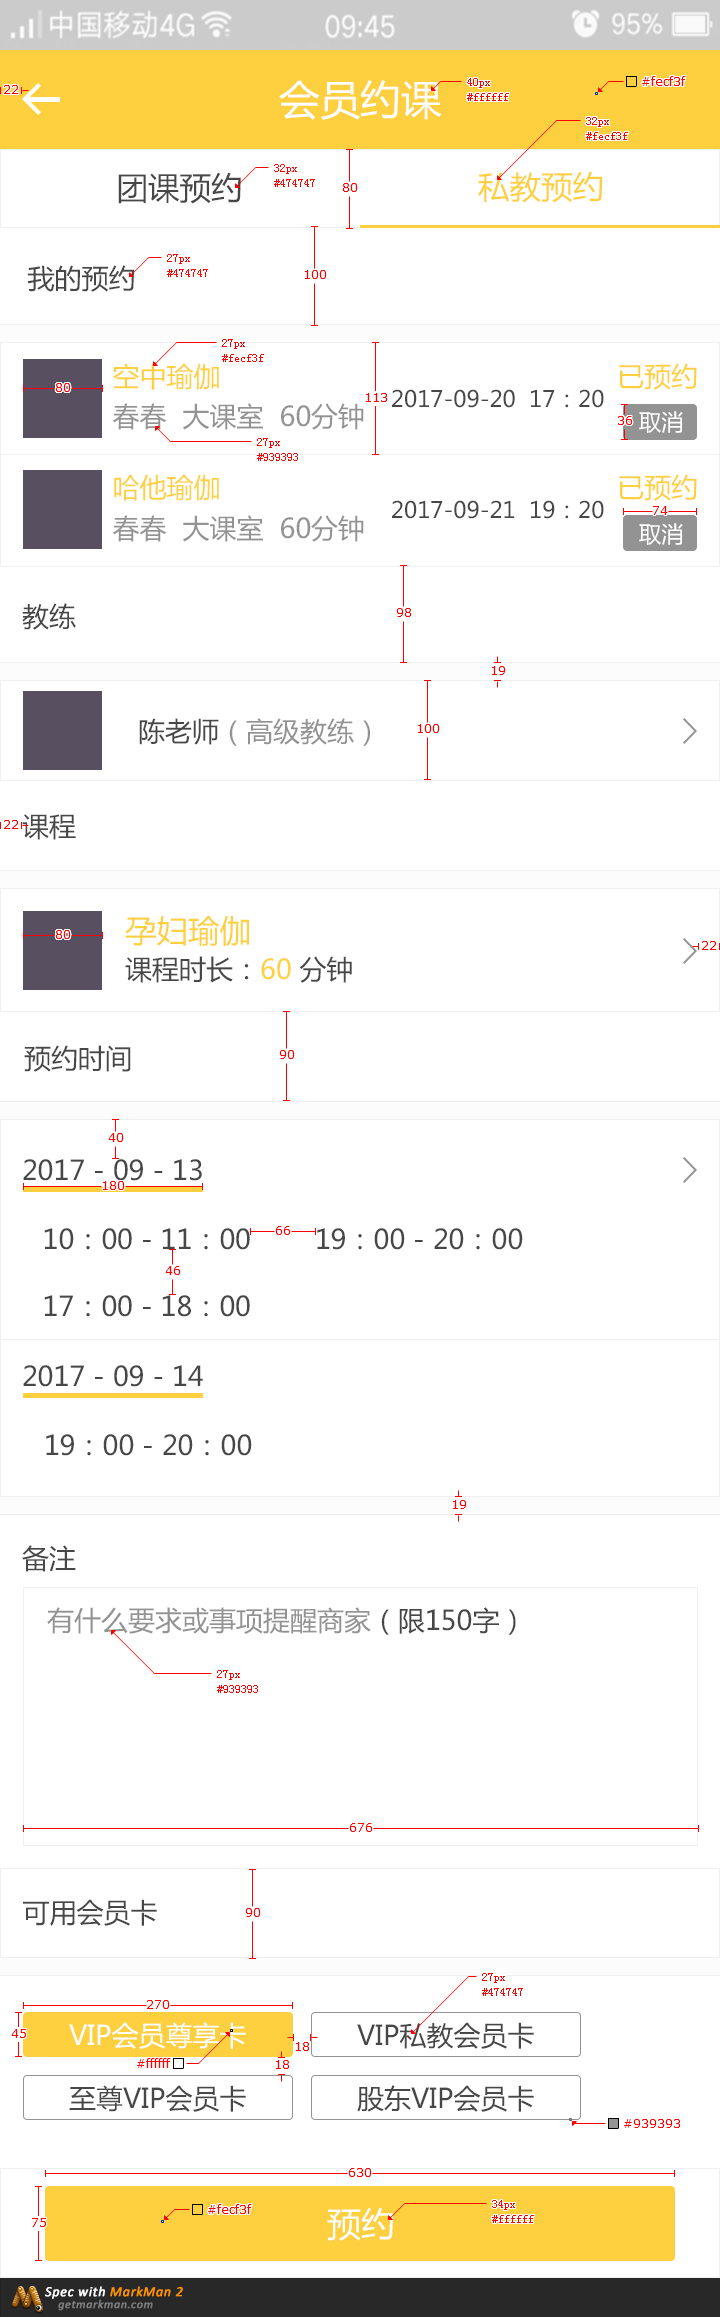 中国移动4G 09:45 95%
22 会员约课 40px #ffffff #fecf3f
团课预约 32px #474747 80 私教预约 32px #fecf3f
我的预约 27px #474747 100
80 空中瑜伽 27px #fecf3f 113 已预约
春春 大课室 60分钟 27px #939393 2017-09-20 17：20 36 取消
哈他瑜伽 已预约
春春 大课室 60分钟 2017-09-21 19：20 74 取消
教练 98
19
陈老师（高级教练） 100
22 课程
80 孕妇瑜伽
课程时长：60 分钟 22
预约时间 90
40
2017 - 09 - 13
180
10：00 - 11：00 66 19：00 - 20：00
46
17：00 - 18：00
2017 - 09 - 14
19：00 - 20：00
19
备注
有什么要求或事项提醒商家（限150字）
27px
#939393
676
可用会员卡 90
27px
#474747
270
45 VIP会员尊享卡 18 VIP私教会员卡
#ffffff 18
至尊VIP会员卡 股东VIP会员卡
#939393
630
75 #fecf3f 预约 34px #ffffff
Spec with MarkMan 2
getmarkman.com